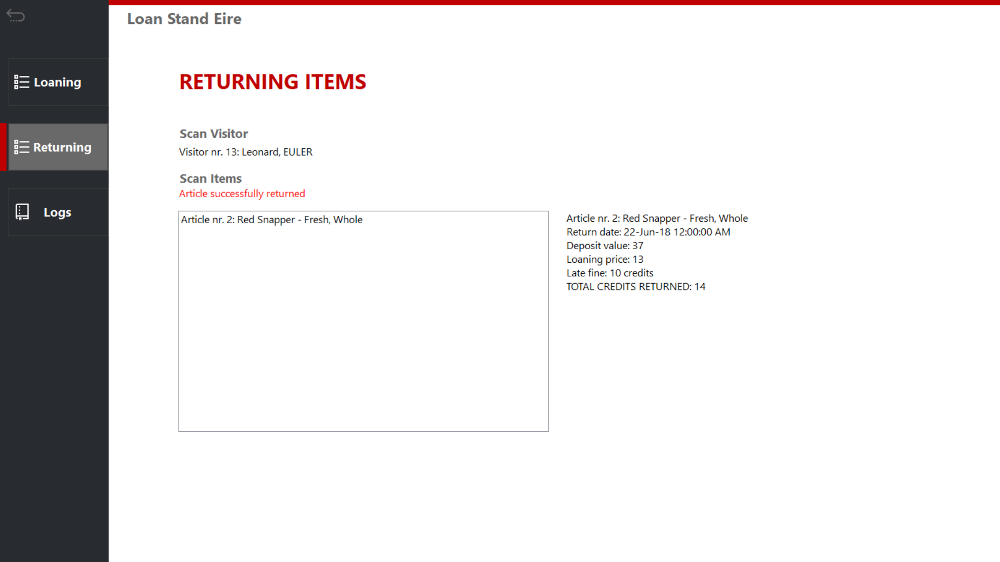 Loan Stand Eire
Loaning
Returning
Logs
RETURNING ITEMS
Scan Visitor
Visitor nr. 13: Leonard, EULER
Scan Items
Article successfully returned
Article nr. 2: Red Snapper - Fresh, Whole
Article nr. 2: Red Snapper - Fresh, Whole
Return date: 22-Jun-18 12:00:00 AM
Deposit value: 37
Loaning price: 13
Late fine: 10 credits
TOTAL CREDITS RETURNED: 14